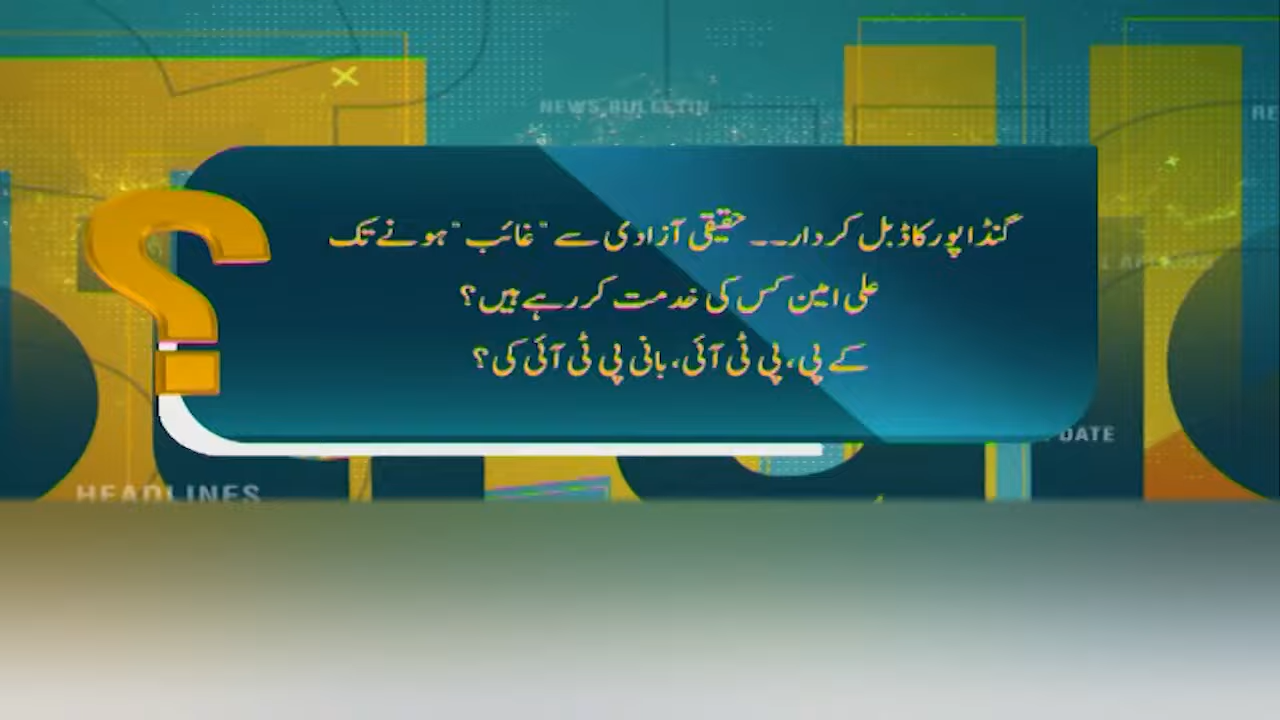 NEWS BULLETIN
گنڈاپور کا ڈبل کردار۔۔ حقیقی آزادی سے "غائب" ہونے تک
علی امین کس کی خدمت کر رہے ہیں؟
کے پی، پی ٹی آئی، بانی پی ٹی آئی کی؟
HEADLINES